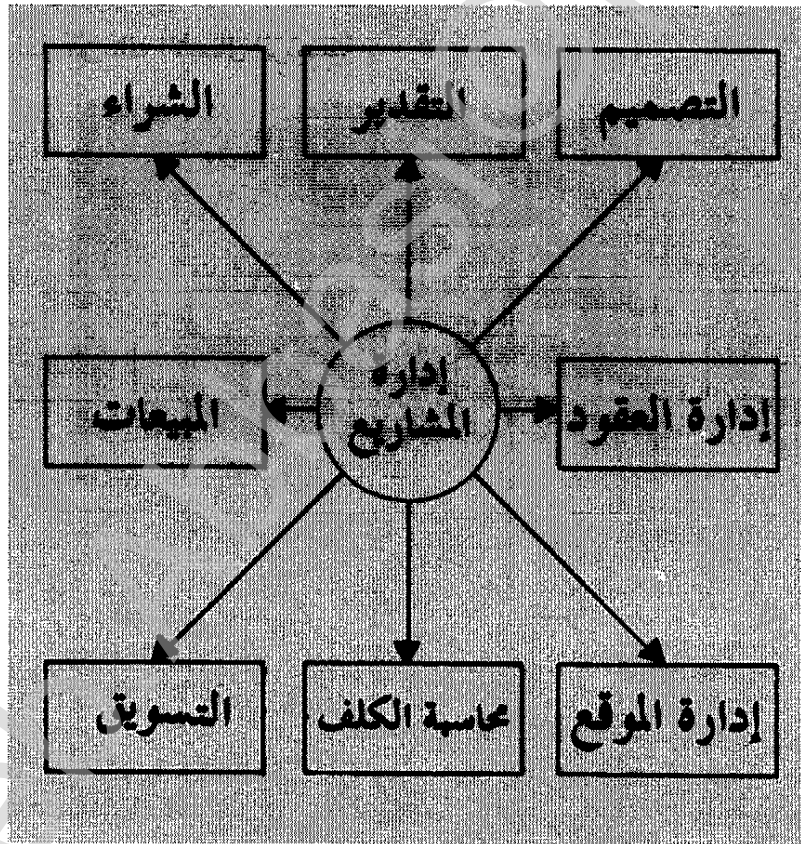 التصميم
التقدير
الشراء
إدارة
المشاريع
إدارة العقود
المبيعات
إدارة الموقع
محاسبة الكلف
التسويق